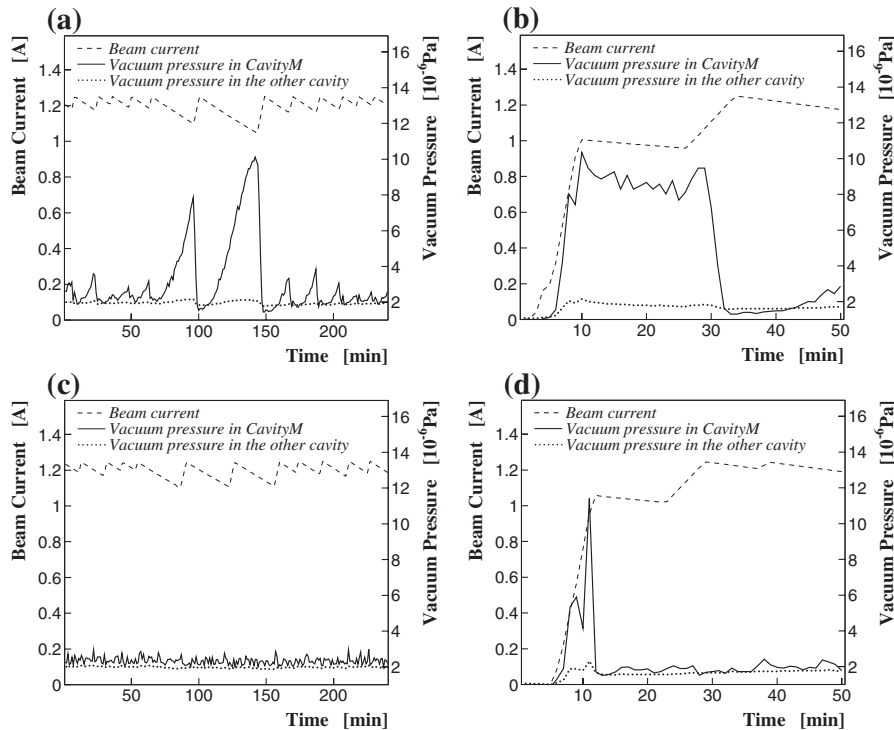 (a)
Beam Current [A]
Vacuum Pressure [10⁻⁶Pa]
Beam current
Vacuum pressure in CavityM
Vacuum pressure in the other cavity
1.4
1.2
1
0.8
0.6
0.4
0.2
0
16
14
12
10
8
6
4
2
50 100 150 200
Time [min]
(b)
Beam Current [A]
Vacuum Pressure [10⁻⁶Pa]
Beam current
Vacuum pressure in CavityM
Vacuum pressure in the other cavity
1.4
1.2
1
0.8
0.6
0.4
0.2
0
16
14
12
10
8
6
4
2
10 20 30 40 50
Time [min]
(c)
Beam Current [A]
Vacuum Pressure [10⁻⁶Pa]
Beam current
Vacuum pressure in CavityM
Vacuum pressure in the other cavity
1.4
1.2
1
0.8
0.6
0.4
0.2
0
16
14
12
10
8
6
4
2
50 100 150 200
Time [min]
(d)
Beam Current [A]
Vacuum Pressure [10⁻⁶Pa]
Beam current
Vacuum pressure in CavityM
Vacuum pressure in the other cavity
1.4
1.2
1
0.8
0.6
0.4
0.2
0
16
14
12
10
8
6
4
2
10 20 30 40 50
Time [min]